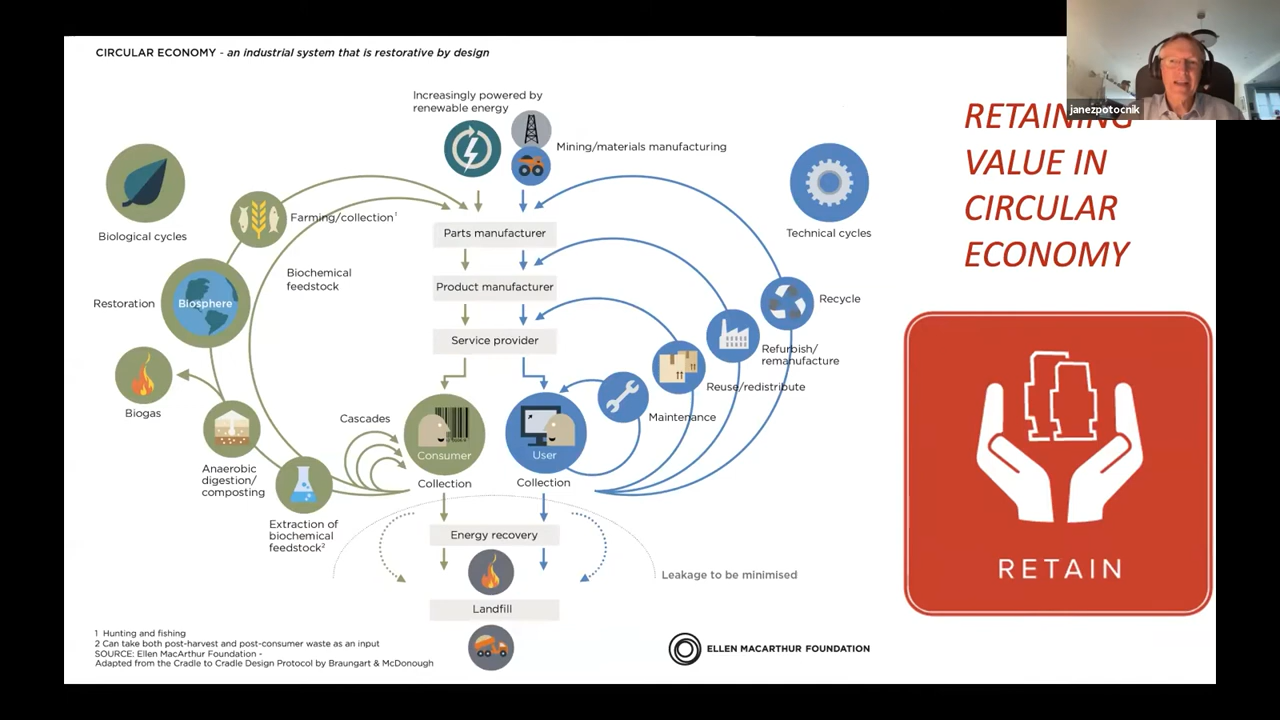 CIRCULAR ECONOMY - an industrial system that is restorative by design
janezpotocnik
RETAINING
VALUE IN
CIRCULAR
ECONOMY
Increasingly powered by
renewable energy
Mining/materials manufacturing
Biological cycles
Technical cycles
Farming/collection¹
Parts manufacturer
Biochemical
feedstock
Product manufacturer
Restoration
Biosphere
Recycle
Service provider
Refurbish/
remanufacture
Reuse/redistribute
Biogas
Cascades
Maintenance
Consumer
User
Anaerobic
digestion/
composting
Collection
Collection
Extraction of
biochemical
feedstock²
Energy recovery
Leakage to be minimised
Landfill
RETAIN
1 Hunting and fishing
2 Can take both post-harvest and post-consumer waste as an input
SOURCE: Ellen MacArthur Foundation -
Adapted from the Cradle to Cradle Design Protocol by Braungart & McDonough
ELLEN MACARTHUR FOUNDATION